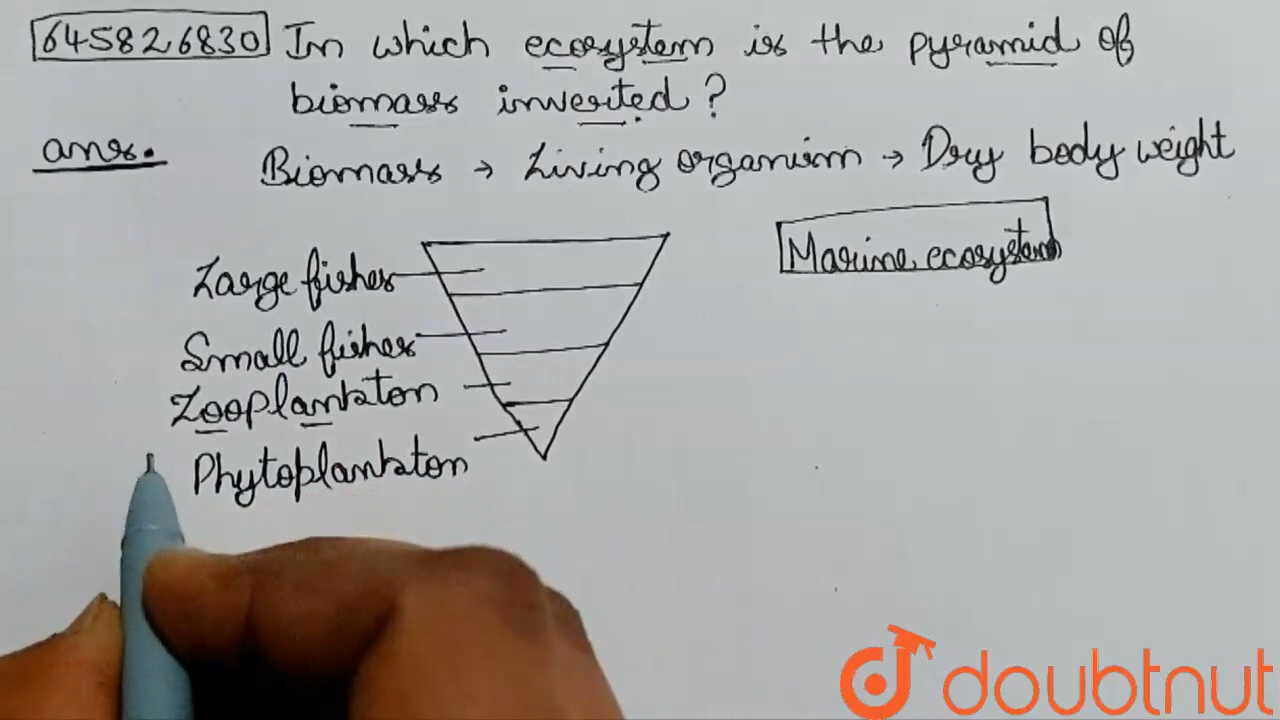 645826830 In which ecosystem is the pyramid of
biomass inverted?
ans. Biomass → Living organism → Dry body weight
Marine ecosystem
Large fishes
Small fishes
Zooplankton
Phytoplankton
doubtnut